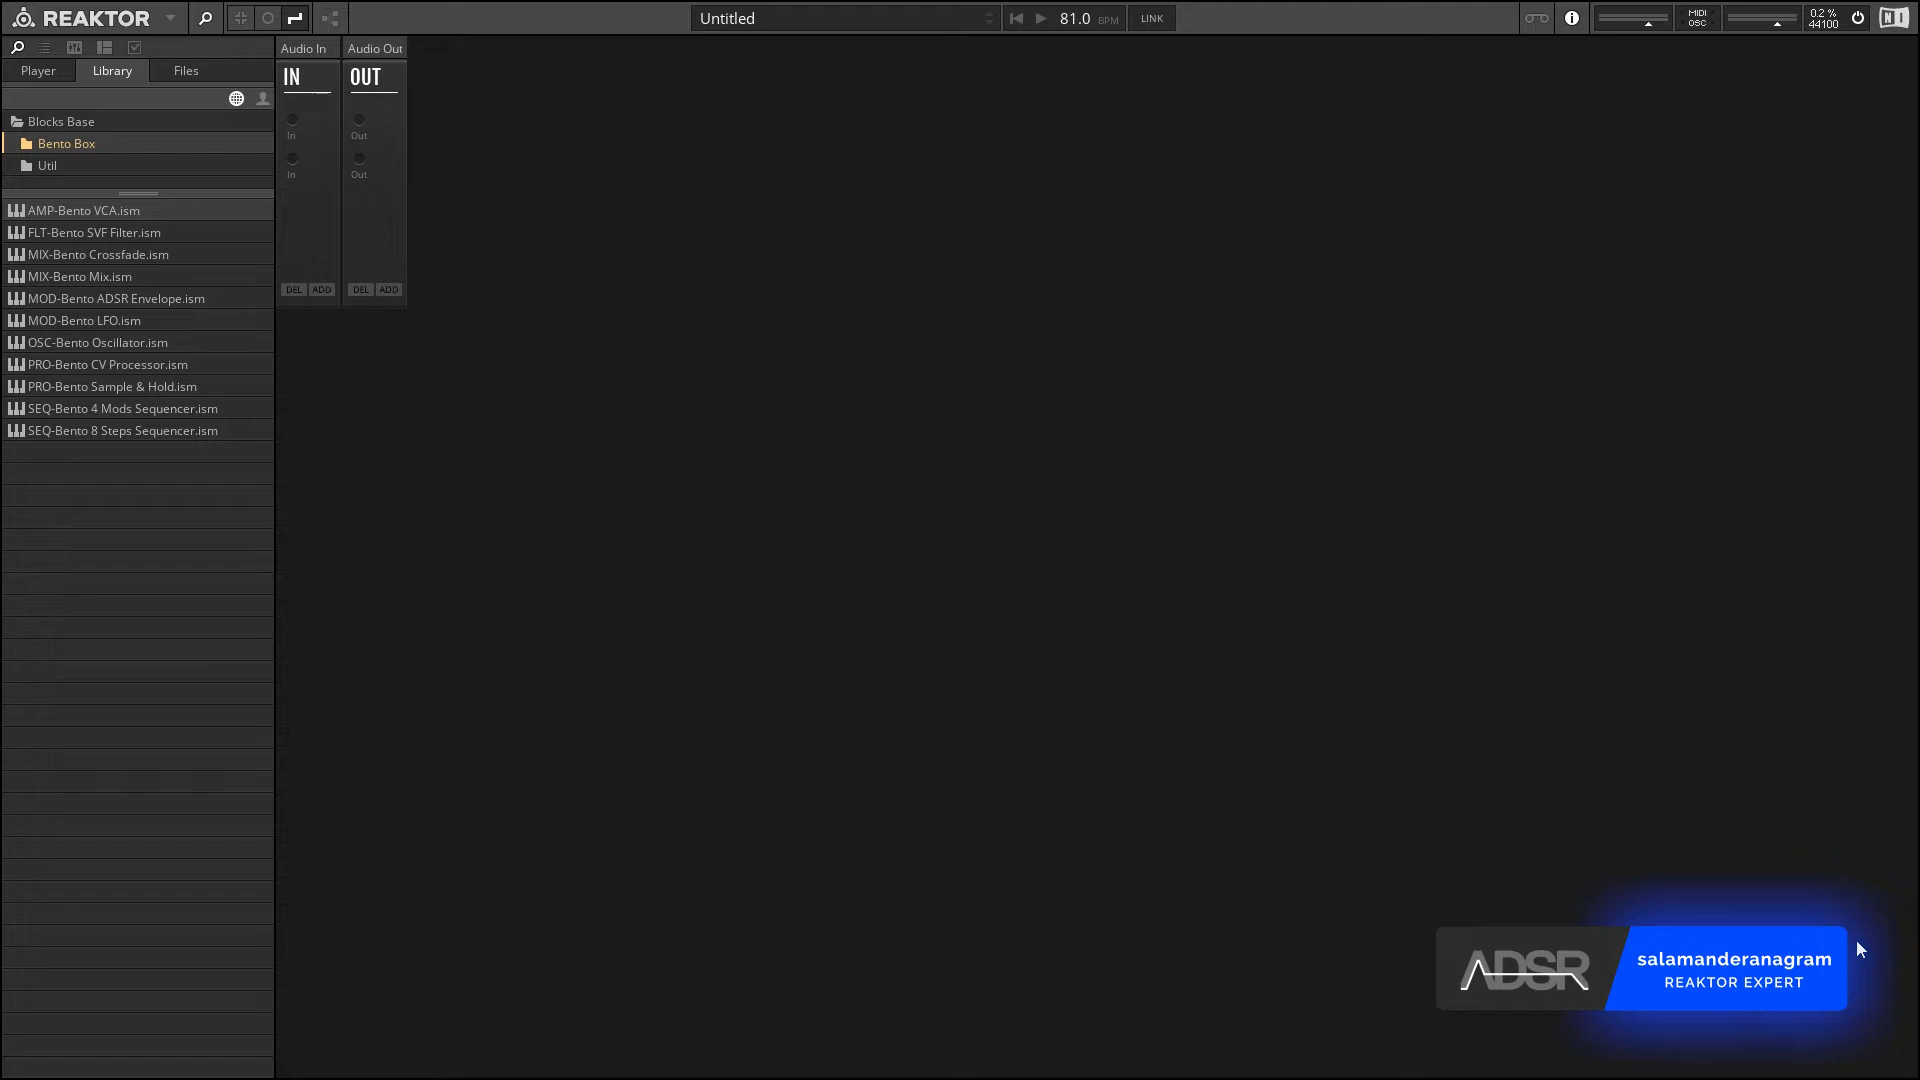 REAKTOR
Untitled
81.0 BPM
LINK
MIDI
OSC
0.2 %
44100
Player
Library
Files
Blocks Base
Bento Box
Util
AMP-Bento VCA.ism
FLT-Bento SVF Filter.ism
MIX-Bento Crossfade.ism
MIX-Bento Mix.ism
MOD-Bento ADSR Envelope.ism
MOD-Bento LFO.ism
OSC-Bento Oscillator.ism
PRO-Bento CV Processor.ism
PRO-Bento Sample & Hold.ism
SEQ-Bento 4 Mods Sequencer.ism
SEQ-Bento 8 Steps Sequencer.ism
Audio In
IN
In
In
DEL ADD
Audio Out
OUT
Out
Out
DEL ADD
ADSR
salamanderanagram
REAKTOR EXPERT